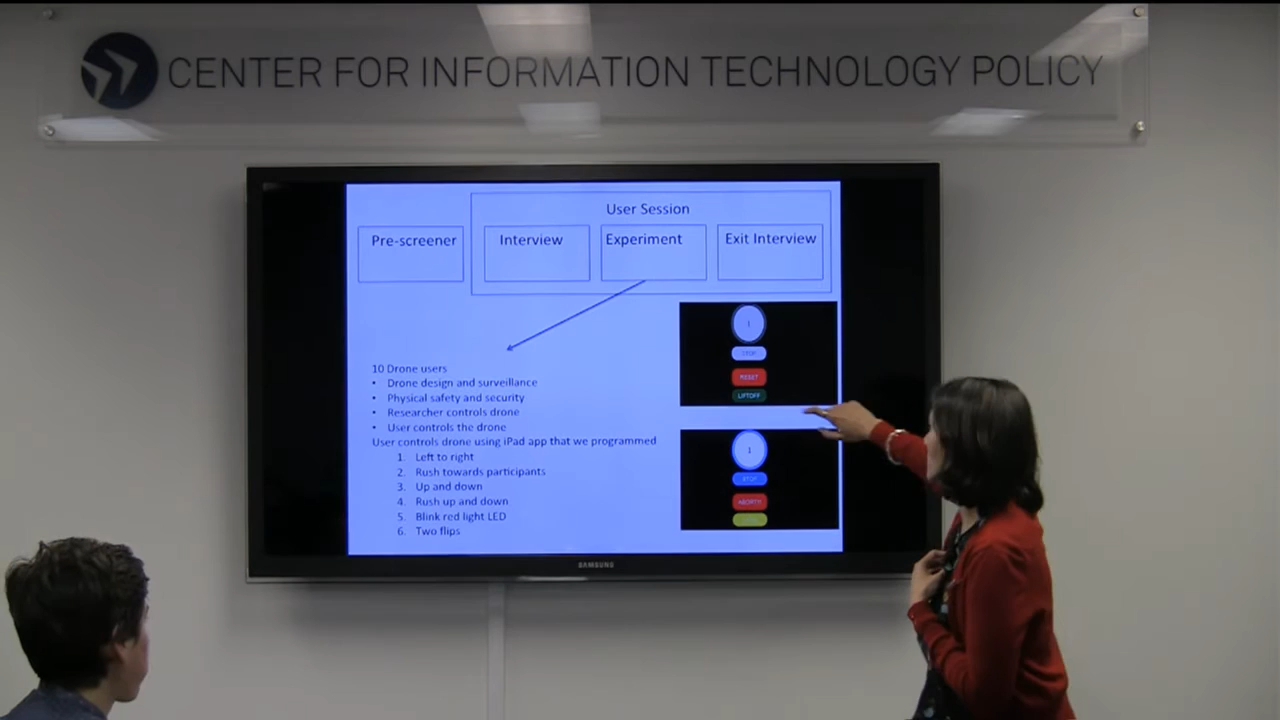 CENTER FOR INFORMATION TECHNOLOGY POLICY
User Session
Pre-screener
Interview
Experiment
Exit Interview
1
STOP
RESET
LIFTOFF
10 Drone users
• Drone design and surveillance
• Physical safety and security
• Researcher controls drone
• User controls the drone
User controls drone using iPad app that we programmed
1. Left to right
2. Rush towards participants
3. Up and down
4. Rush up and down
5. Blink red light LED
6. Two flips
1
STOP
ABORT!
SAMSUNG